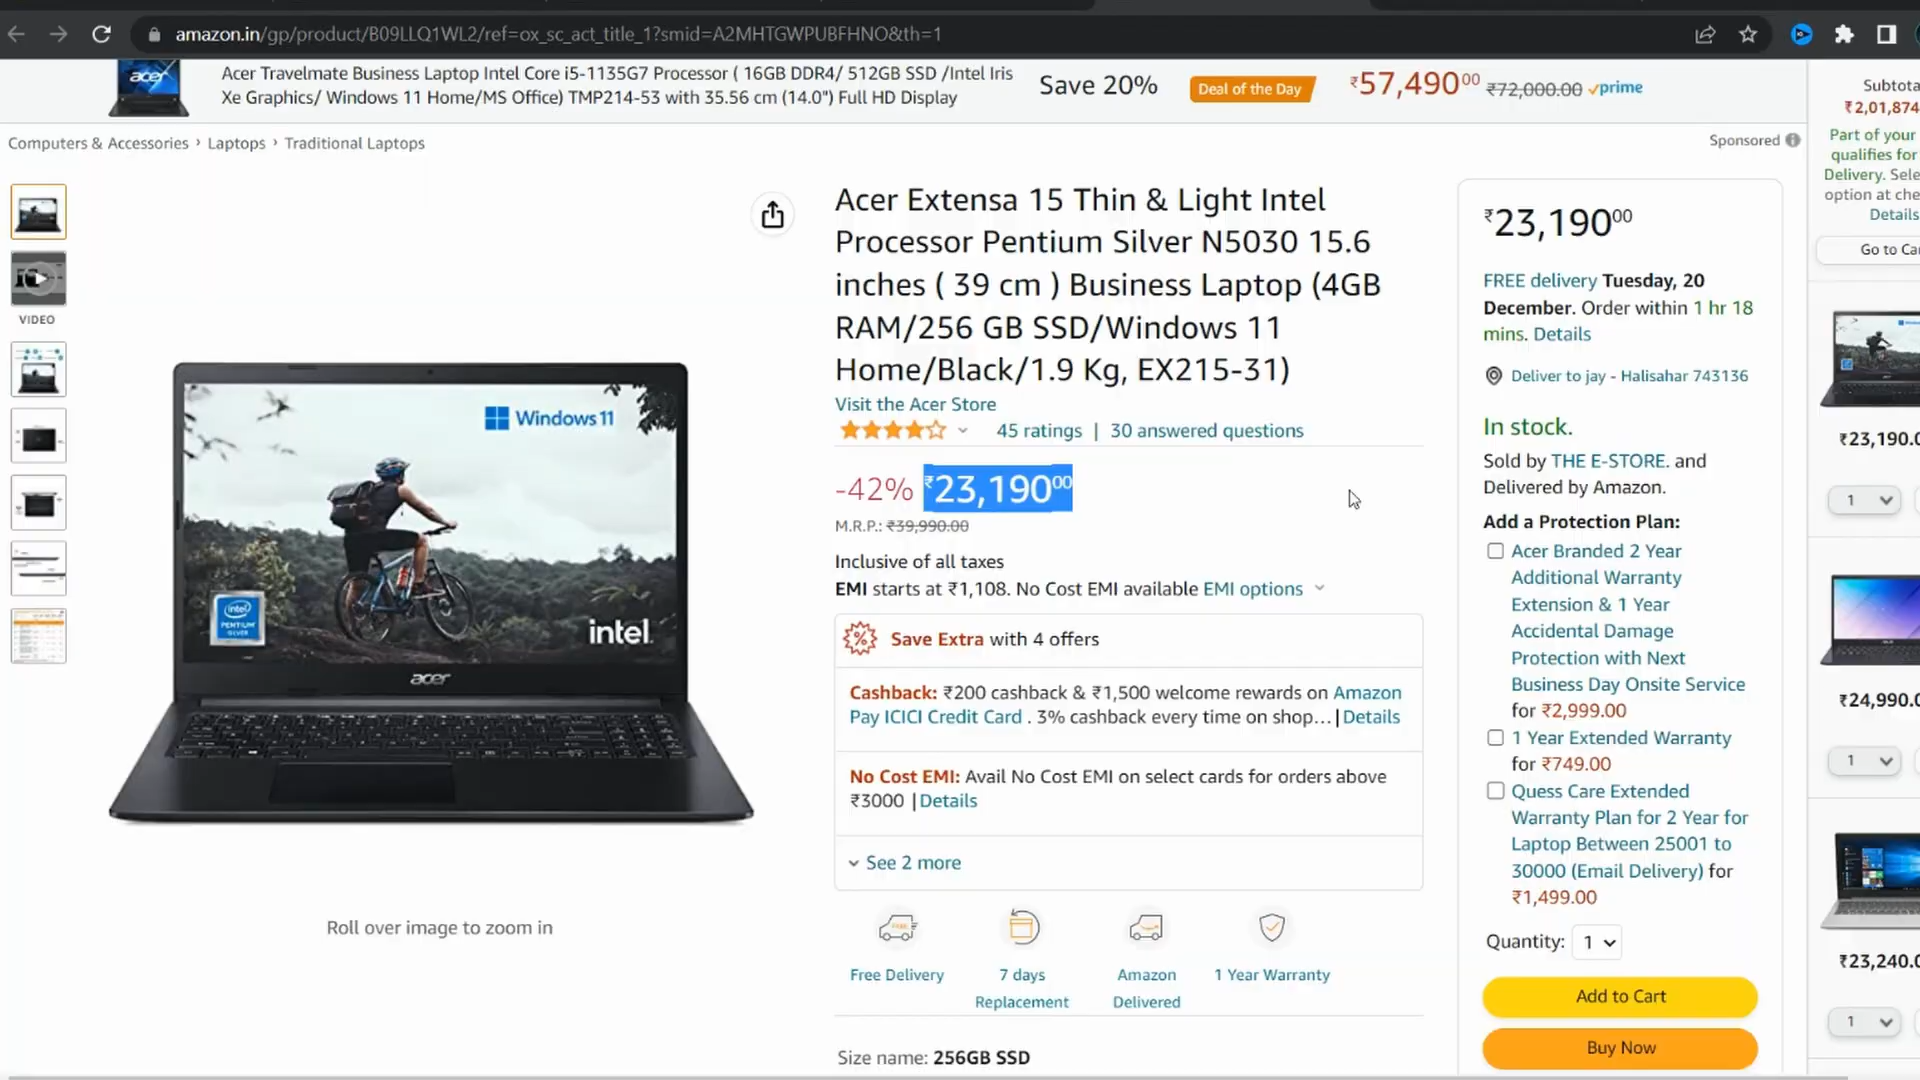 amazon.in/gp/product/B09LLQ1WL2/ref=ox_sc_act_title_1?smid=A2MHTGWPUBFHNO&th=1
acer
Acer Travelmate Business Laptop Intel Core i5-1135G7 Processor ( 16GB DDR4/ 512GB SSD /Intel Iris
Xe Graphics/ Windows 11 Home/MS Office) TMP214-53 with 35.56 cm (14.0") Full HD Display
Save 20%
Deal of the Day
₹57,490.00 ₹72,000.00 prime
Computers & Accessories › Laptops › Traditional Laptops
Sponsored
VIDEO
Windows 11
intel PENTIUM SILVER
intel.
acer
Roll over image to zoom in
Acer Extensa 15 Thin & Light Intel
Processor Pentium Silver N5030 15.6
inches ( 39 cm ) Business Laptop (4GB
RAM/256 GB SSD/Windows 11
Home/Black/1.9 Kg, EX215-31)
Visit the Acer Store
45 ratings | 30 answered questions
-42% ₹23,190.00
M.R.P.: ₹39,990.00
Inclusive of all taxes
EMI starts at ₹1,108. No Cost EMI available EMI options
Save Extra with 4 offers
Cashback: ₹200 cashback & ₹1,500 welcome rewards on Amazon
Pay ICICI Credit Card . 3% cashback every time on shop... | Details
No Cost EMI: Avail No Cost EMI on select cards for orders above
₹3000 | Details
See 2 more
FREE
Free Delivery
7 days
Replacement
Amazon
Delivered
1 Year Warranty
Size name: 256GB SSD
₹23,190.00
FREE delivery Tuesday, 20
December. Order within 1 hr 18
mins. Details
Deliver to jay - Halisahar 743136
In stock.
Sold by THE E-STORE. and
Delivered by Amazon.
Add a Protection Plan:
Acer Branded 2 Year
Additional Warranty
Extension & 1 Year
Accidental Damage
Protection with Next
Business Day Onsite Service
for ₹2,999.00
1 Year Extended Warranty
for ₹749.00
Quess Care Extended
Warranty Plan for 2 Year for
Laptop Between 25001 to
30000 (Email Delivery) for
₹1,499.00
Quantity: 1
Add to Cart
Buy Now
Subtota
₹2,01,874
Part of your
qualifies for
Delivery. Sele
option at che
Details
Go to Ca
₹23,190.0
1
₹24,990.0
1
₹23,240.0
1